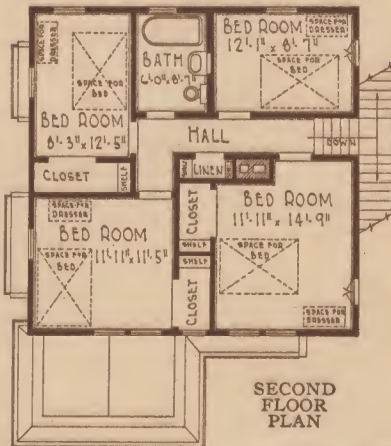 SPACE FOR
DRESSER
SPACE FOR
BED
BED ROOM
8'-3" x 12'-5"
BATH
6'-0" x 8'-7"
BED ROOM
12'-1" x 8'-7"
SPACE FOR
DRESSER
SPACE FOR
BED
HALL
DOWN
CLOSET
SHELF
LINEN
SPACE FOR
DRESSER
BED ROOM
11'-11" x 11'-5"
SPACE FOR
BED
CLOSET
SHELF
SHELF
CLOSET
BED ROOM
11'-11" x 14'-9"
SPACE FOR
BED
SPACE FOR
DRESSER
SECOND
FLOOR
PLAN